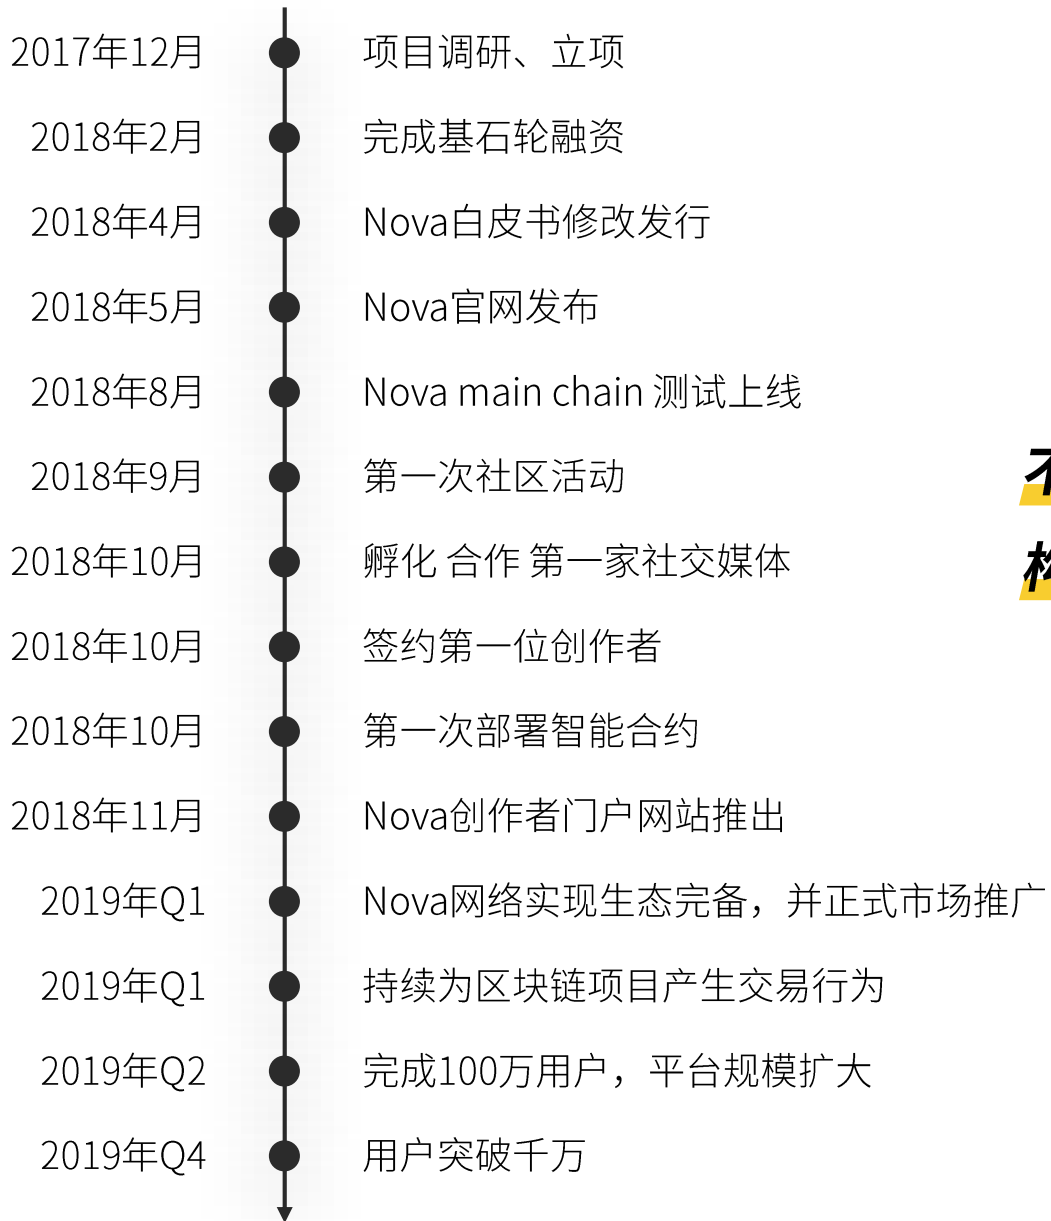 2017年12月 项目调研、立项
2018年2月 完成基石轮融资
2018年4月 Nova白皮书修改发行
2018年5月 Nova官网发布
2018年8月 Nova main chain 测试上线
2018年9月 第一次社区活动
2018年10月 孵化 合作 第一家社交媒体
2018年10月 签约第一位创作者
2018年10月 第一次部署智能合约
2018年11月 Nova创作者门户网站推出
2019年Q1 Nova网络实现生态完备，并正式市场推广
2019年Q1 持续为区块链项目产生交易行为
2019年Q2 完成100万用户，平台规模扩大
2019年Q4 用户突破千万